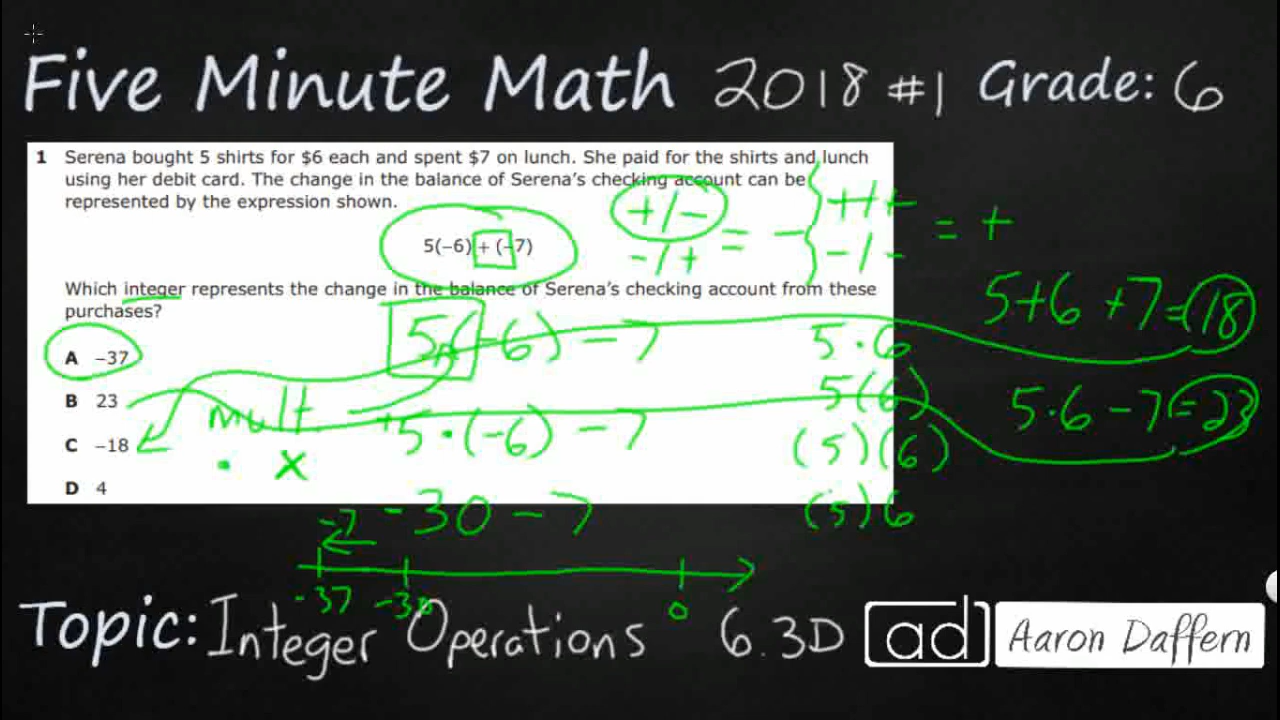 Five Minute Math 2018 #1 Grade: 6
1 Serena bought 5 shirts for $6 each and spent $7 on lunch. She paid for the shirts and lunch
using her debit card. The change in the balance of Serena's checking account can be
represented by the expression shown.
5(−6) + (−7)
Which integer represents the change in the balance of Serena's checking account from these
purchases?
A −37
B 23
C −18
D 4
+/−
-/+ = −
+/+
-/- = +
5(-6) - 7
mult.
· x
+5·(-6) - 7
-30 - 7
-7
-37 -30 0
5·6
5(6)
(5)(6)
(5)6
5+6+7=18
5·6-7=23
Topic: Integer Operations 6.3D ad Aaron Daffern